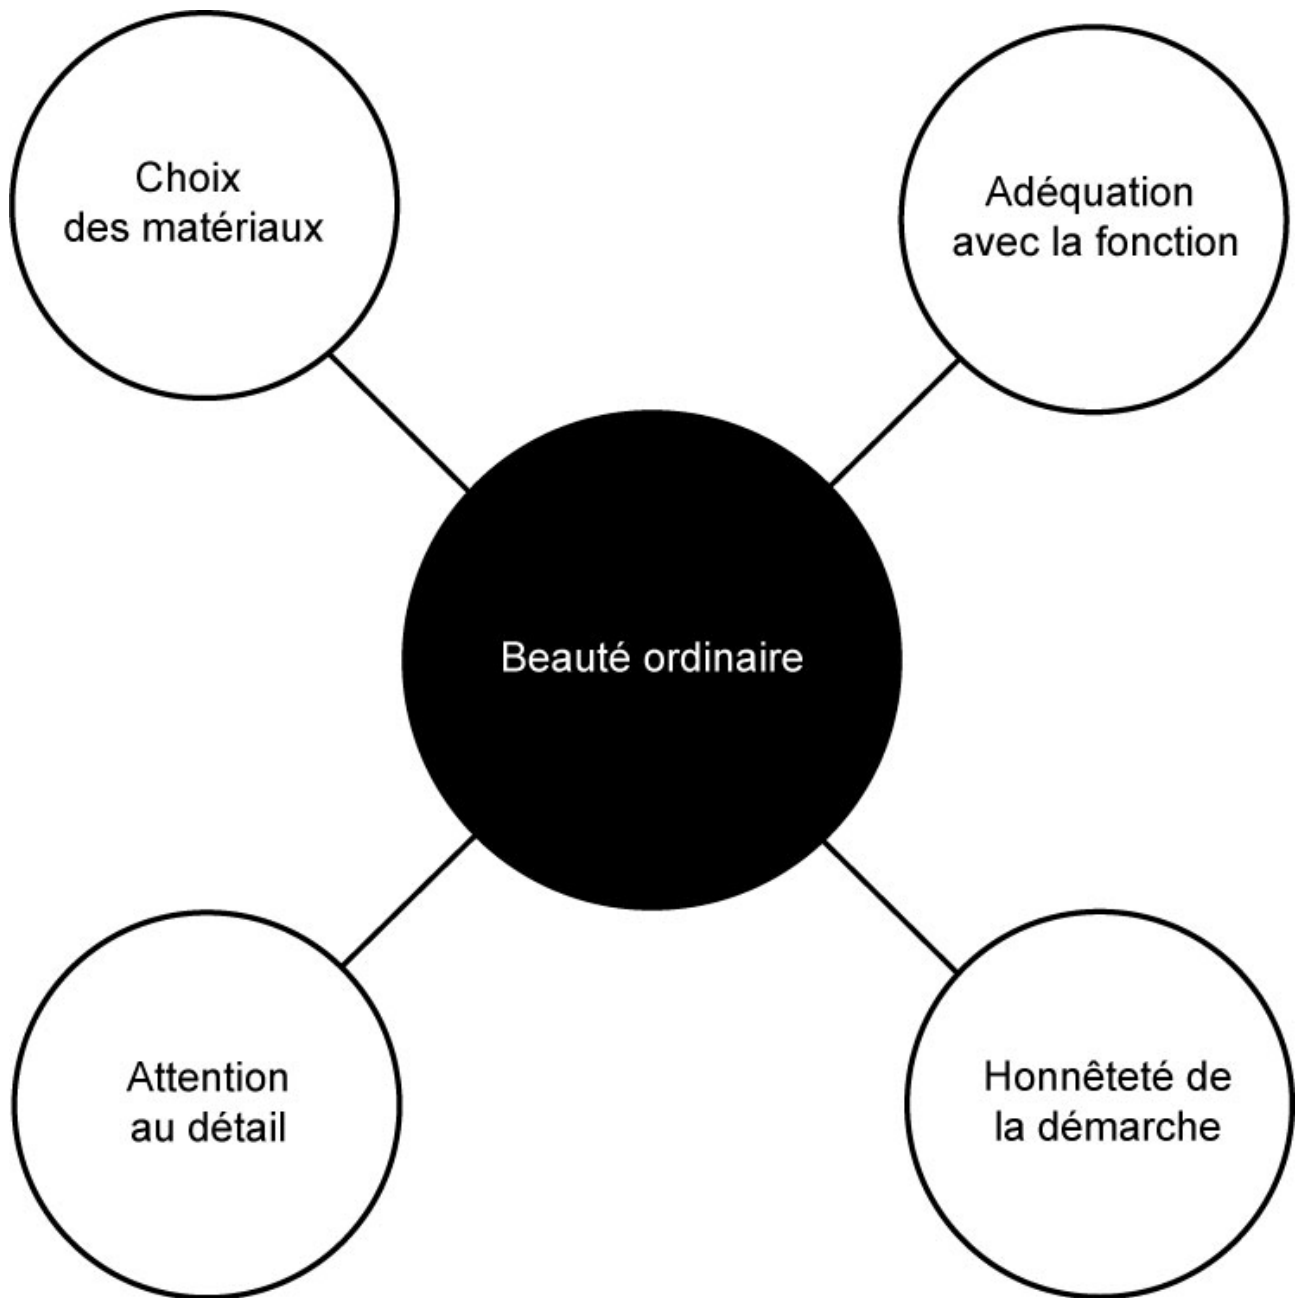 Choix
des matériaux
Adéquation
avec la fonction
Beauté ordinaire
Attention
au détail
Honnêteté de
la démarche